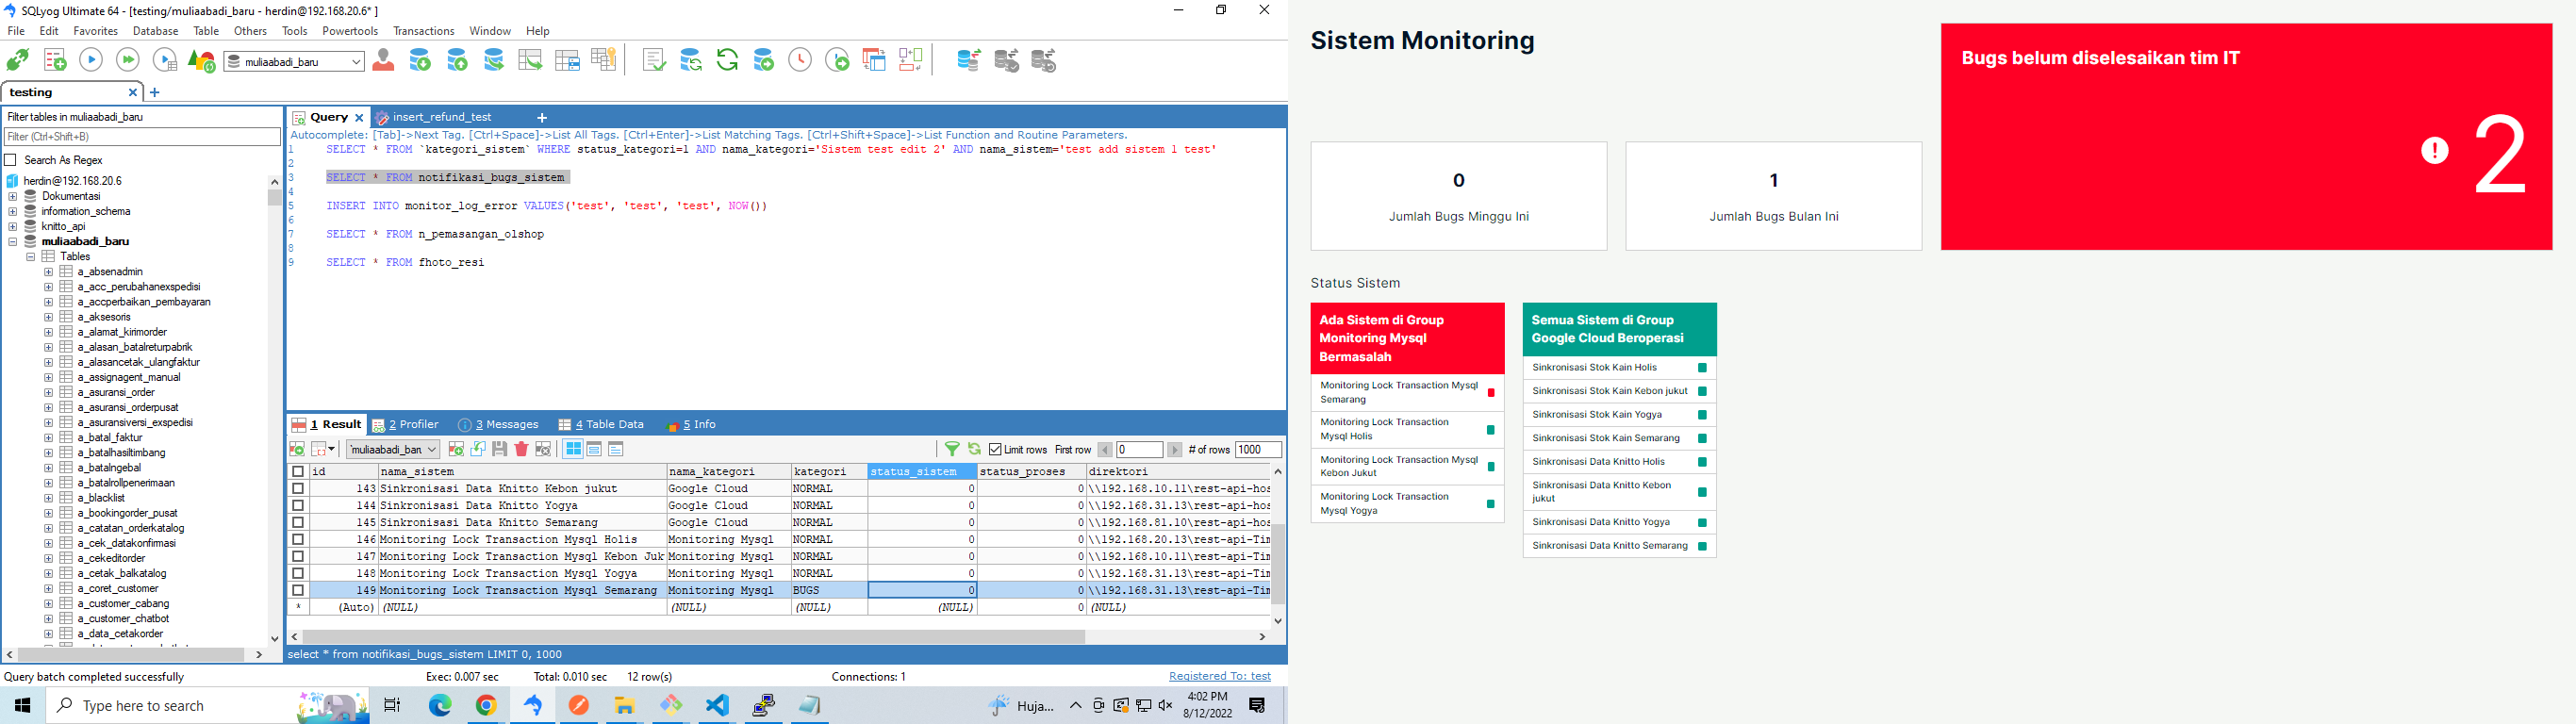 SQLyog Ultimate 64 - [testing/muliaabadi_baru - herdin@192.168.20.6* ]
File Edit Favorites Database Table Others Tools Powertools Transactions Window Help
muliaabadi_baru
testing
Filter tables in muliaabadi_baru
Filter (Ctrl+Shift+B)
Search As Regex
herdin@192.168.20.6
Dokumentasi
infomation_schema
knitto_api
muliaabadi_baru
Tables
a_absenadmin
a_acc_perubahanexspedisi
a_accperbaikan_pembayaran
a_aksesoris
a_alamat_kirimorder
a_alasan_batalreturpabrik
a_alasancetak_ulangfaktur
a_assignagent_manual
a_asuransi_order
a_asuransi_orderpusat
a_asuransiversi_exspedisi
a_batal_faktur
a_batalhasiltimbang
a_batalngebal
a_batalrollpenerimaan
a_blacklist
a_bookingorder_pusat
a_catatan_orderkatalog
a_cek_datakonfirmasi
a_cekeditorder
a_cetak_balkatalog
a_coret_customer
a_customer_cabang
a_customer_chatbot
a_data_cetakorder
Query insert_refund_test
Autocomplete: [Tab]->Next Tag. [Ctrl+Space]->List All Tags. [Ctrl+Enter]->List Matching Tags. [Ctrl+Shift+Space]->List Function and Routine Parameters.
1 SELECT * FROM `kategori_sistem` WHERE status_kategori=1 AND nama_kategori='Sistem test edit 2' AND nama_sistem='test add sistem 1 test'
2
3 SELECT * FROM notifikasi_bugs_sistem
4
5 INSERT INTO monitor_log_error VALUES('test', 'test', 'test', NOW())
6
7 SELECT * FROM n_pemasangan_olshop
8
9 SELECT * FROM fhoto_resi
1 Result 2 Profiler 3 Messages 4 Table Data 5 Info
`muliaabadi_barı Limit rows First row 0 # of rows 1000
id nama_sistem nama_kategori kategori status_sistem status_proses direktori
143 Sinkronisasi Data Knitto Kebon jukut Google Cloud NORMAL 0 0 \\192.168.10.11\rest-api-hos
144 Sinkronisasi Data Knitto Yogya Google Cloud NORMAL 0 0 \\192.168.31.13\rest-api-hos
145 Sinkronisasi Data Knitto Semarang Google Cloud NORMAL 0 0 \\192.168.81.10\rest-api-hos
146 Monitoring Lock Transaction Mysql Holis Monitoring Mysql NORMAL 0 0 \\192.168.20.13\rest-api-Tim
147 Monitoring Lock Transaction Mysql Kebon Juk Monitoring Mysql NORMAL 0 0 \\192.168.10.11\rest-api-Tim
148 Monitoring Lock Transaction Mysql Yogya Monitoring Mysql NORMAL 0 0 \\192.168.31.13\rest-api-Tim
149 Monitoring Lock Transaction Mysql Semarang Monitoring Mysql BUGS 0 0 \\192.168.31.13\rest-api-Tim
* (Auto) (NULL) (NULL) (NULL) (NULL) 0 (NULL)
select * from notifikasi_bugs_sistem LIMIT 0, 1000
Query batch completed successfully Exec: 0.007 sec Total: 0.010 sec 12 row(s) Connections: 1 Registered To: test
Type here to search
Huja...
4:02 PM
8/12/2022
Sistem Monitoring
Bugs belum diselesaikan tim IT
2
0
Jumlah Bugs Minggu Ini
1
Jumlah Bugs Bulan Ini
Status Sistem
Ada Sistem di Group
Monitoring Mysql
Bermasalah
Monitoring Lock Transaction Mysql
Semarang
Monitoring Lock Transaction
Mysql Holis
Monitoring Lock Transaction Mysql
Kebon Jukut
Monitoring Lock Transaction
Mysql Yogya
Semua Sistem di Group
Google Cloud Beroperasi
Sinkronisasi Stok Kain Holis
Sinkronisasi Stok Kain Kebon jukut
Sinkronisasi Stok Kain Yogya
Sinkronisasi Stok Kain Semarang
Sinkronisasi Data Knitto Holis
Sinkronisasi Data Knitto Kebon
jukut
Sinkronisasi Data Knitto Yogya
Sinkronisasi Data Knitto Semarang